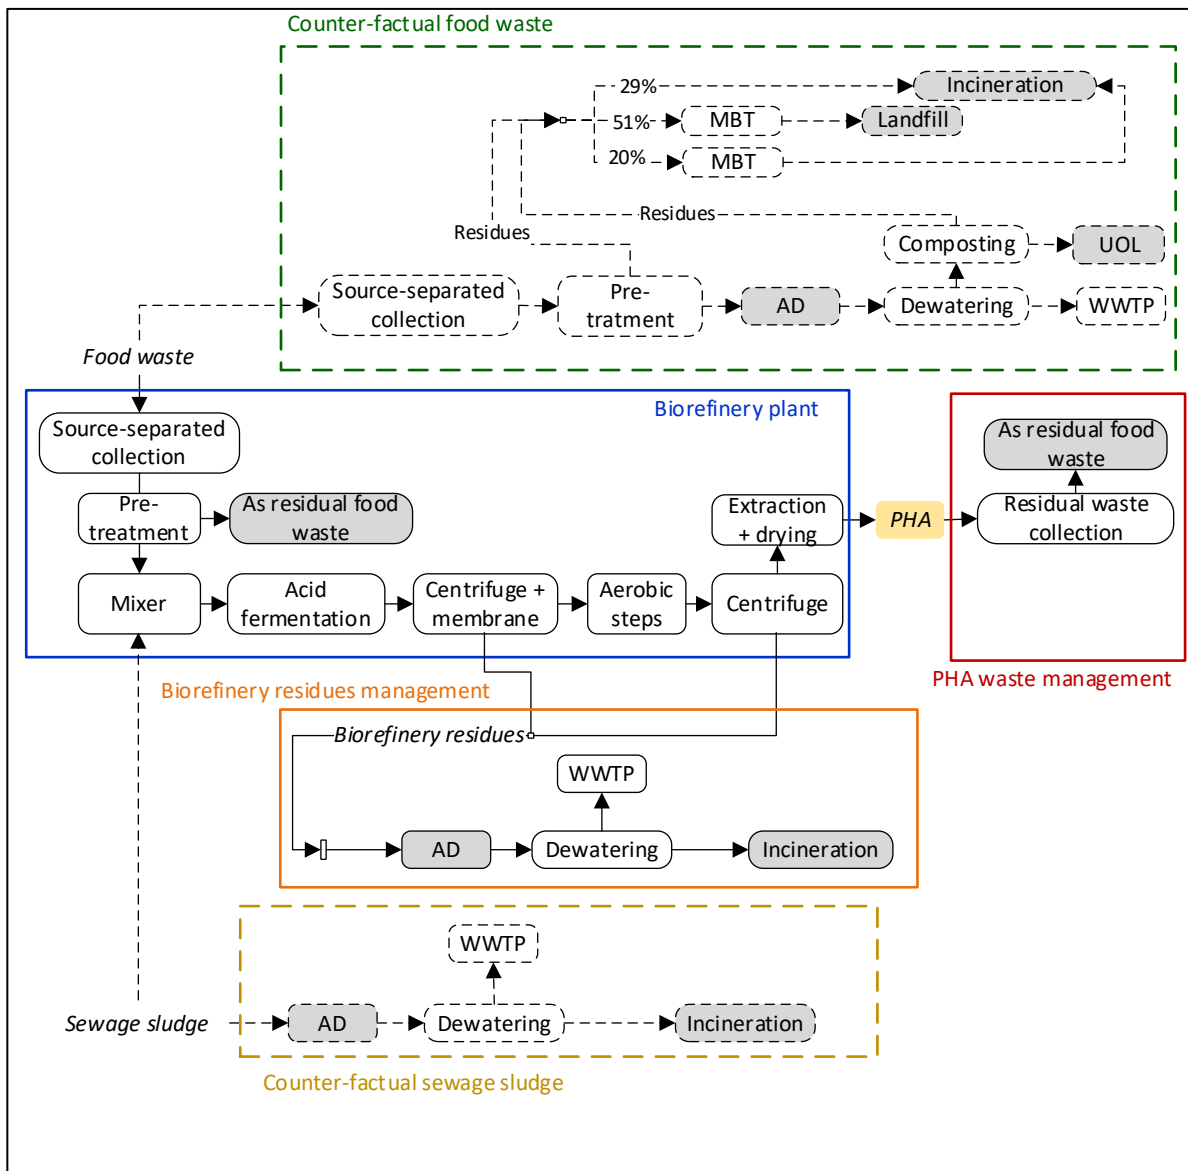 Counter-factual food waste
29%
Incineration
51%
MBT
Landfill
20%
MBT
Residues
Residues
Composting
UOL
Source-separated
collection
Pre-
tratment
AD
Dewatering
WWTP
Food waste
Biorefinery plant
Source-separated
collection
As residual food
waste
Pre-
treatment
As residual food
waste
Extraction
+ drying
PHA
Residual waste
collection
Mixer
Acid
fermentation
Centrifuge +
membrane
Aerobic
steps
Centrifuge
PHA waste management
Biorefinery residues management
Biorefinery residues
WWTP
AD
Dewatering
Incineration
WWTP
Sewage sludge
AD
Dewatering
Incineration
Counter-factual sewage sludge